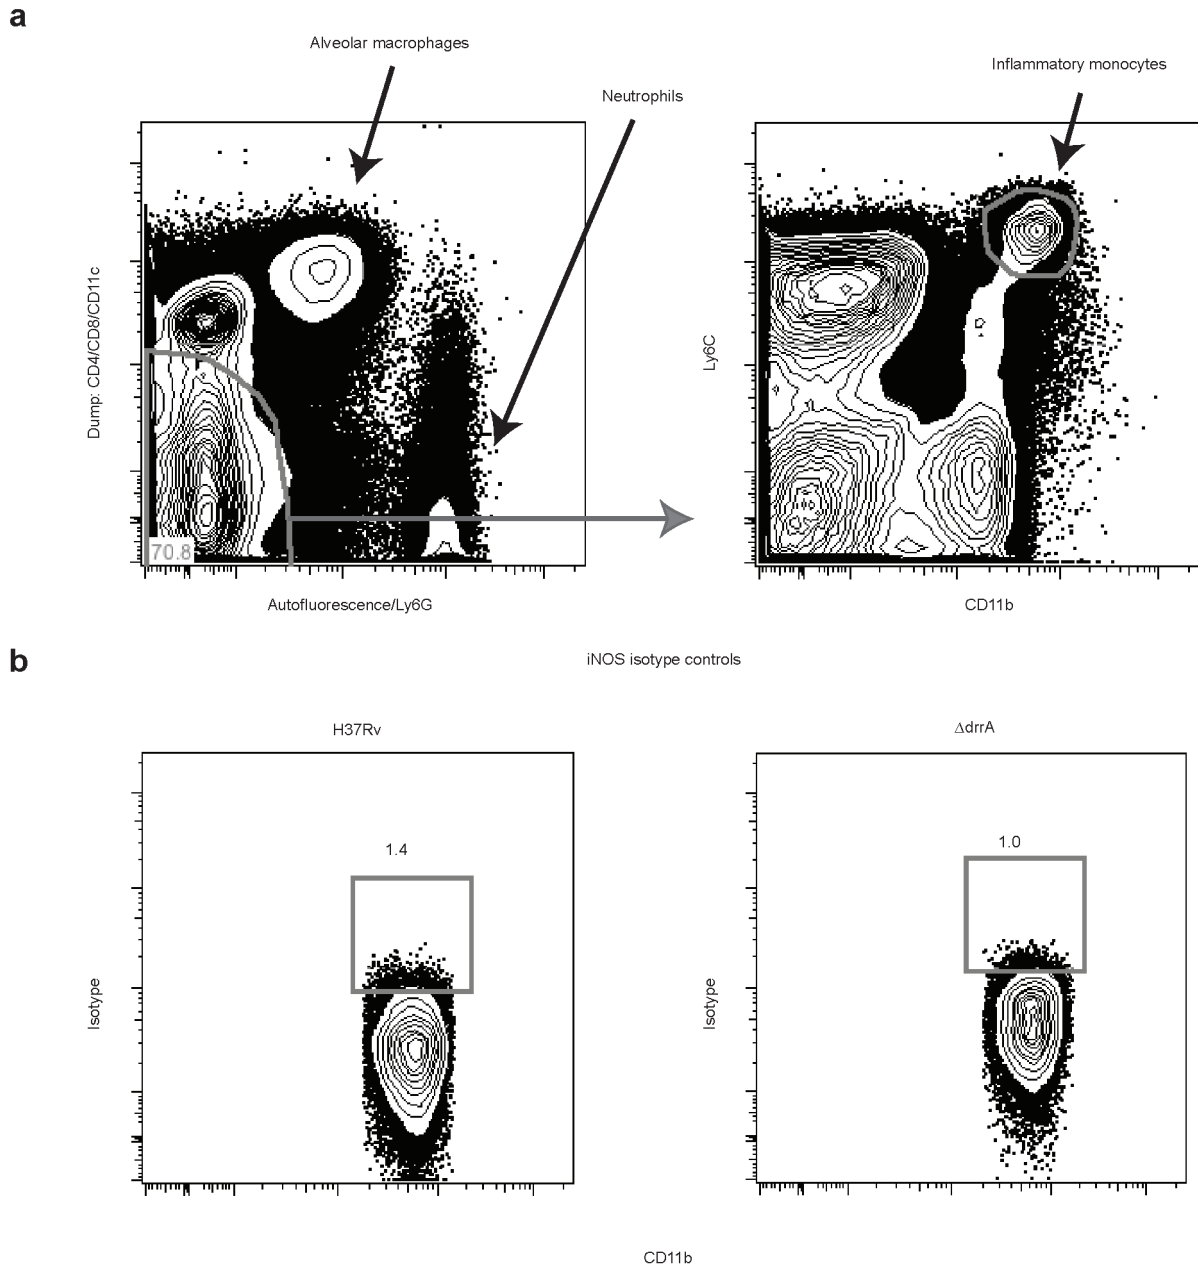 a
Alveolar macrophages
Neutrophils
Inflammatory monocytes
Dump: CD4/CD8/CD11c
70.8
Autofluorescence/Ly6G
Ly6C
CD11b
b
iNOS isotype controls
H37Rv
ΔdrrA
1.4
1.0
Isotype
Isotype
CD11b